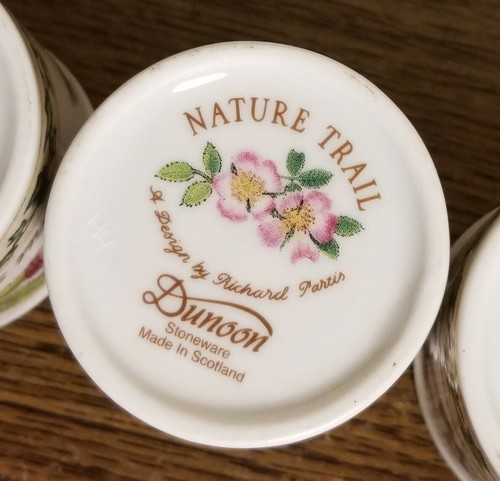 NATURE TRAIL
A Design by Richard Partis
Dunoon
Stoneware
Made In Scotland